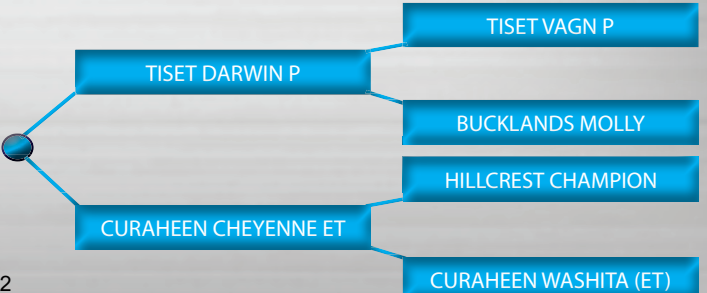 TISET VAGN P
TISET DARWIN P
BUCKLANDS MOLLY
HILLCREST CHAMPION
CURAHEEN CHEYENNE ET
CURAHEEN WASHITA (ET)
2